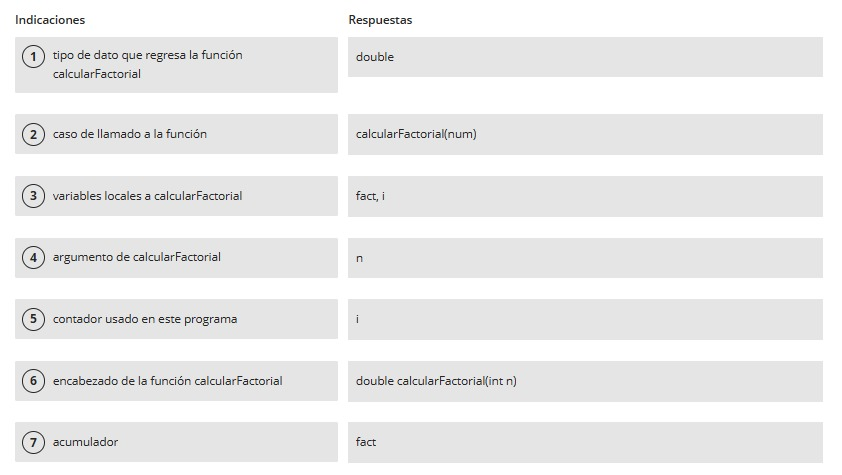 Indicaciones Respuestas
1 tipo de dato que regresa la función
calcularFactorial
double
2 caso de llamado a la función
calcularFactorial(num)
3 variables locales a calcularFactorial
fact, i
4 argumento de calcularFactorial
n
5 contador usado en este programa
i
6 encabezado de la función calcularFactorial
double calcularFactorial(int n)
7 acumulador
fact